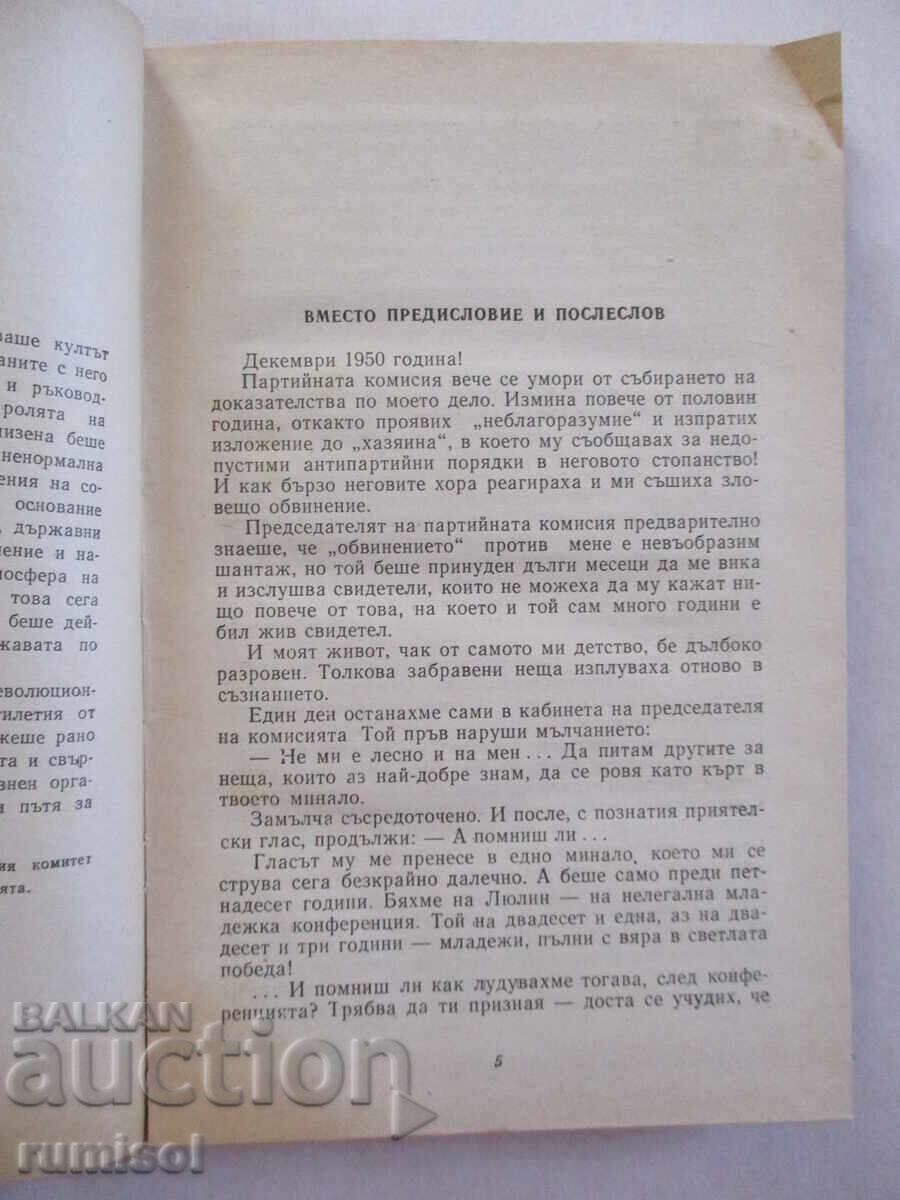 ваше култът
аните с него
и ръковод-
ролята на
изена беше
ненормална
ения на со-
основание
, държавни
ение и на-
осфера на
това сега
беше дей-
жавата по
еволюцион-
тилетия от
жеше рано
та и свър-
знен орга-
и пътя за
ия комитет
ята.
ВМЕСТО ПРЕДИСЛОВИЕ И ПОСЛЕСЛОВ
Декември 1950 година!
Партийната комисия вече се умори от събирането на
доказателства по моето дело. Измина повече от половин
година, откакто проявих „неблагоразумие“ и изпратих
изложение до „хазяина“, в което му съобщавах за недо-
пустими антипартийни порядки в неговото стопанство!
И как бързо неговите хора реагираха и ми съшиха зло-
вещо обвинение.
Председателят на партийната комисия предварително
знаеше, че „обвинението“ против мене е невъобразим
шантаж, но той беше принуден дълги месеци да ме вика
и изслушва свидетели, които не можеха да му кажат ни-
що повече от това, на което и той сам много години е
бил жив свидетел.
И моят живот, чак от самото ми детство, бе дълбоко
разровен. Толкова забравени неща изплуваха отново в
съзнанието.
Един ден останахме сами в кабинета на председателя
на комисията Той пръв наруши мълчанието:
— Не ми е лесно и на мен ... Да питам другите за
неща, които аз най-добре знам, да се ровя като кърт в
твоето минало.
Замълча съсредоточено. И после, с познатия приятел-
ски глас, продължи: — А помниш ли ...
Гласът му ме пренесе в едно минало, което ми се
струва сега безкрайно далечно. А беше само преди пет-
надесет години. Бяхме на Люлин — на нелегална мла-
дежка конференция. Той на двадесет и една, аз на два-
десет и три години — младежи, пълни с вяра в светлата
победа!
... И помниш ли как лудувахме тогава, след конфе-
ренцията? Трябва да ти призная — доста се учудих, че
5
BALKAN
auction
rumisol